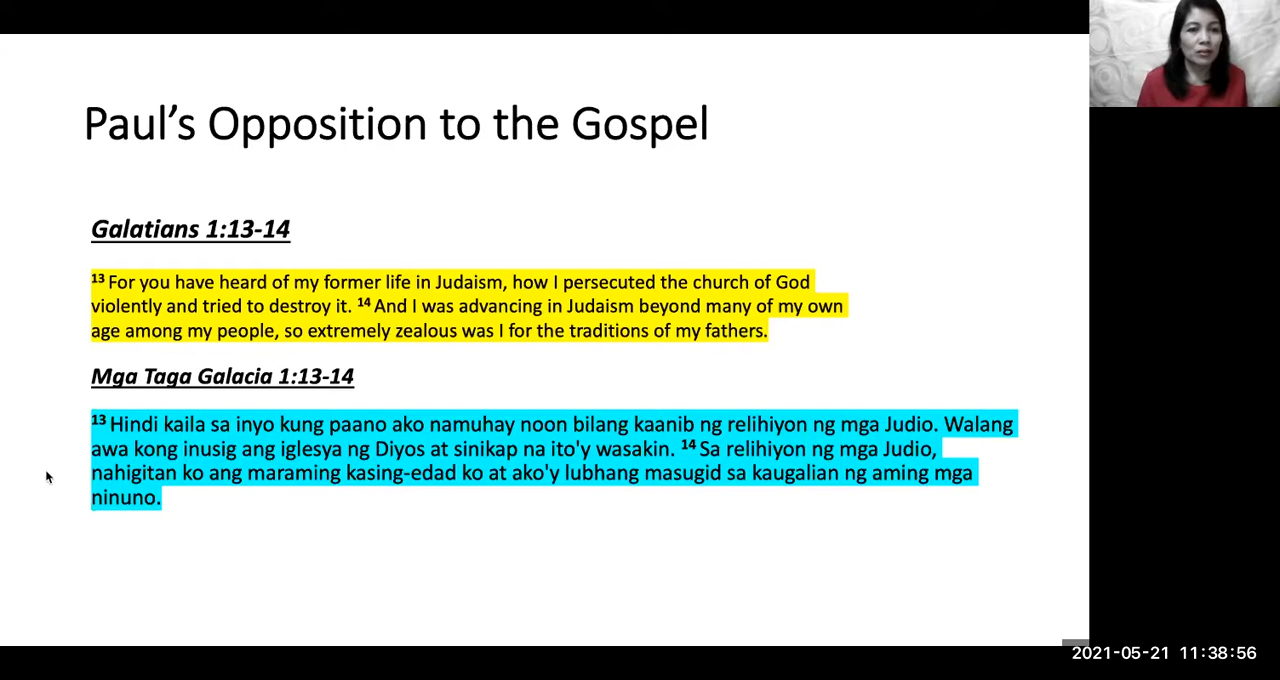 Paul’s Opposition to the Gospel
Galatians 1:13-14
13 For you have heard of my former life in Judaism, how I persecuted the church of God
violently and tried to destroy it. 14 And I was advancing in Judaism beyond many of my own
age among my people, so extremely zealous was I for the traditions of my fathers.
Mga Taga Galacia 1:13-14
13 Hindi kaila sa inyo kung paano ako namuhay noon bilang kaanib ng relihiyon ng mga Judio. Walang
awa kong inusig ang iglesya ng Diyos at sinikap na ito'y wasakin. 14 Sa relihiyon ng mga Judio,
nahigitan ko ang maraming kasing-edad ko at ako'y lubhang masugid sa kaugalian ng aming mga
ninuno.
2021-05-21 11:38:56